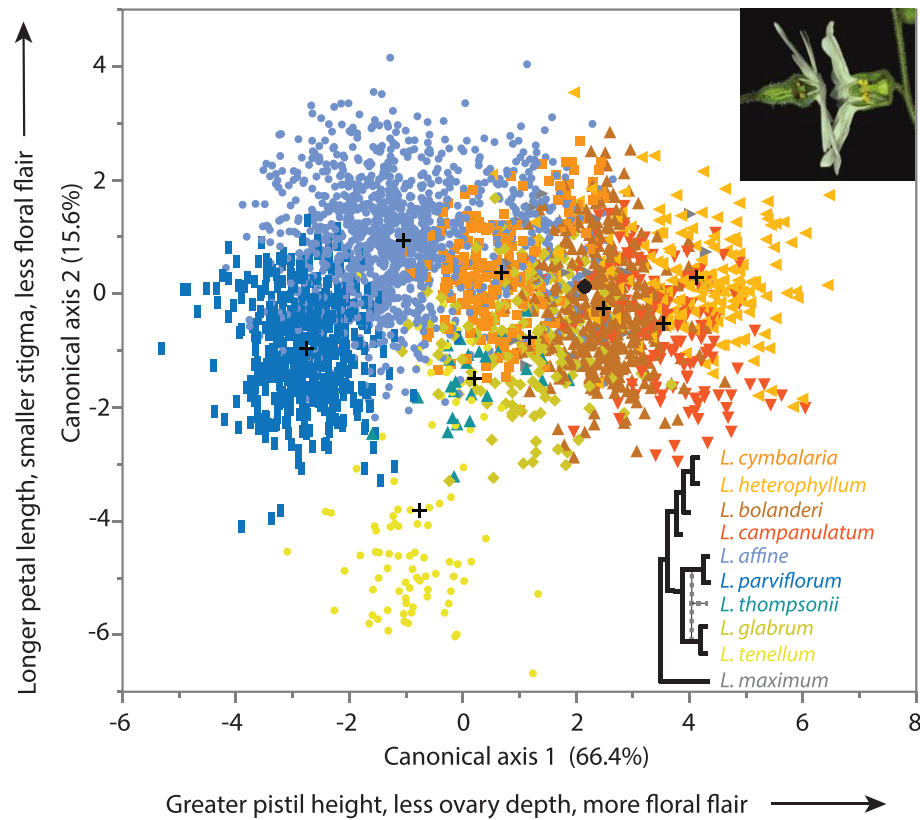 Longer petal length, smaller stigma, less floral flair
Canonical axis 2 (15.6%)
4
2
0
-2
-4
-6
L. cymbalaria
L. heterophyllum
L. bolanderi
L. campanulatum
L. affine
L. parviflorum
L. thompsonii
L. glabrum
L. tenellum
L. maximum
-6
-4
-2
0
2
4
6
8
Canonical axis 1 (66.4%)
Greater pistil height, less ovary depth, more floral flair